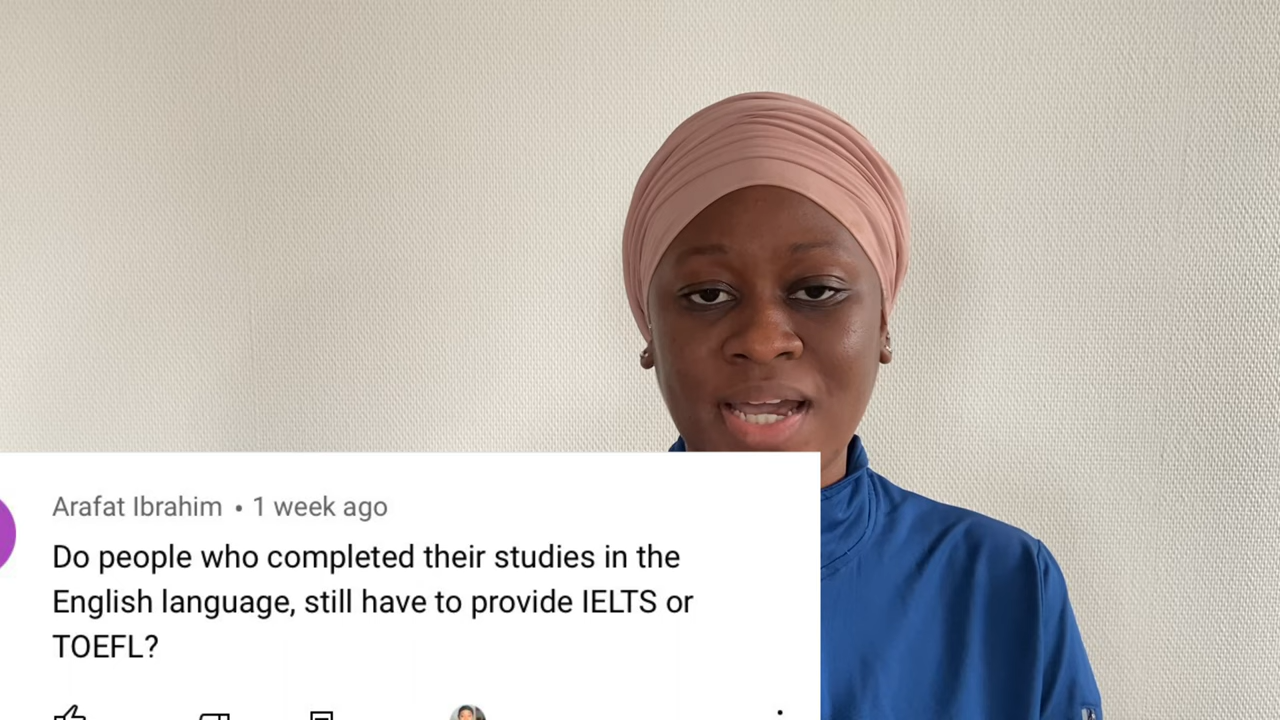 Arafat Ibrahim • 1 week ago
Do people who completed their studies in the
English language, still have to provide IELTS or
TOEFL?